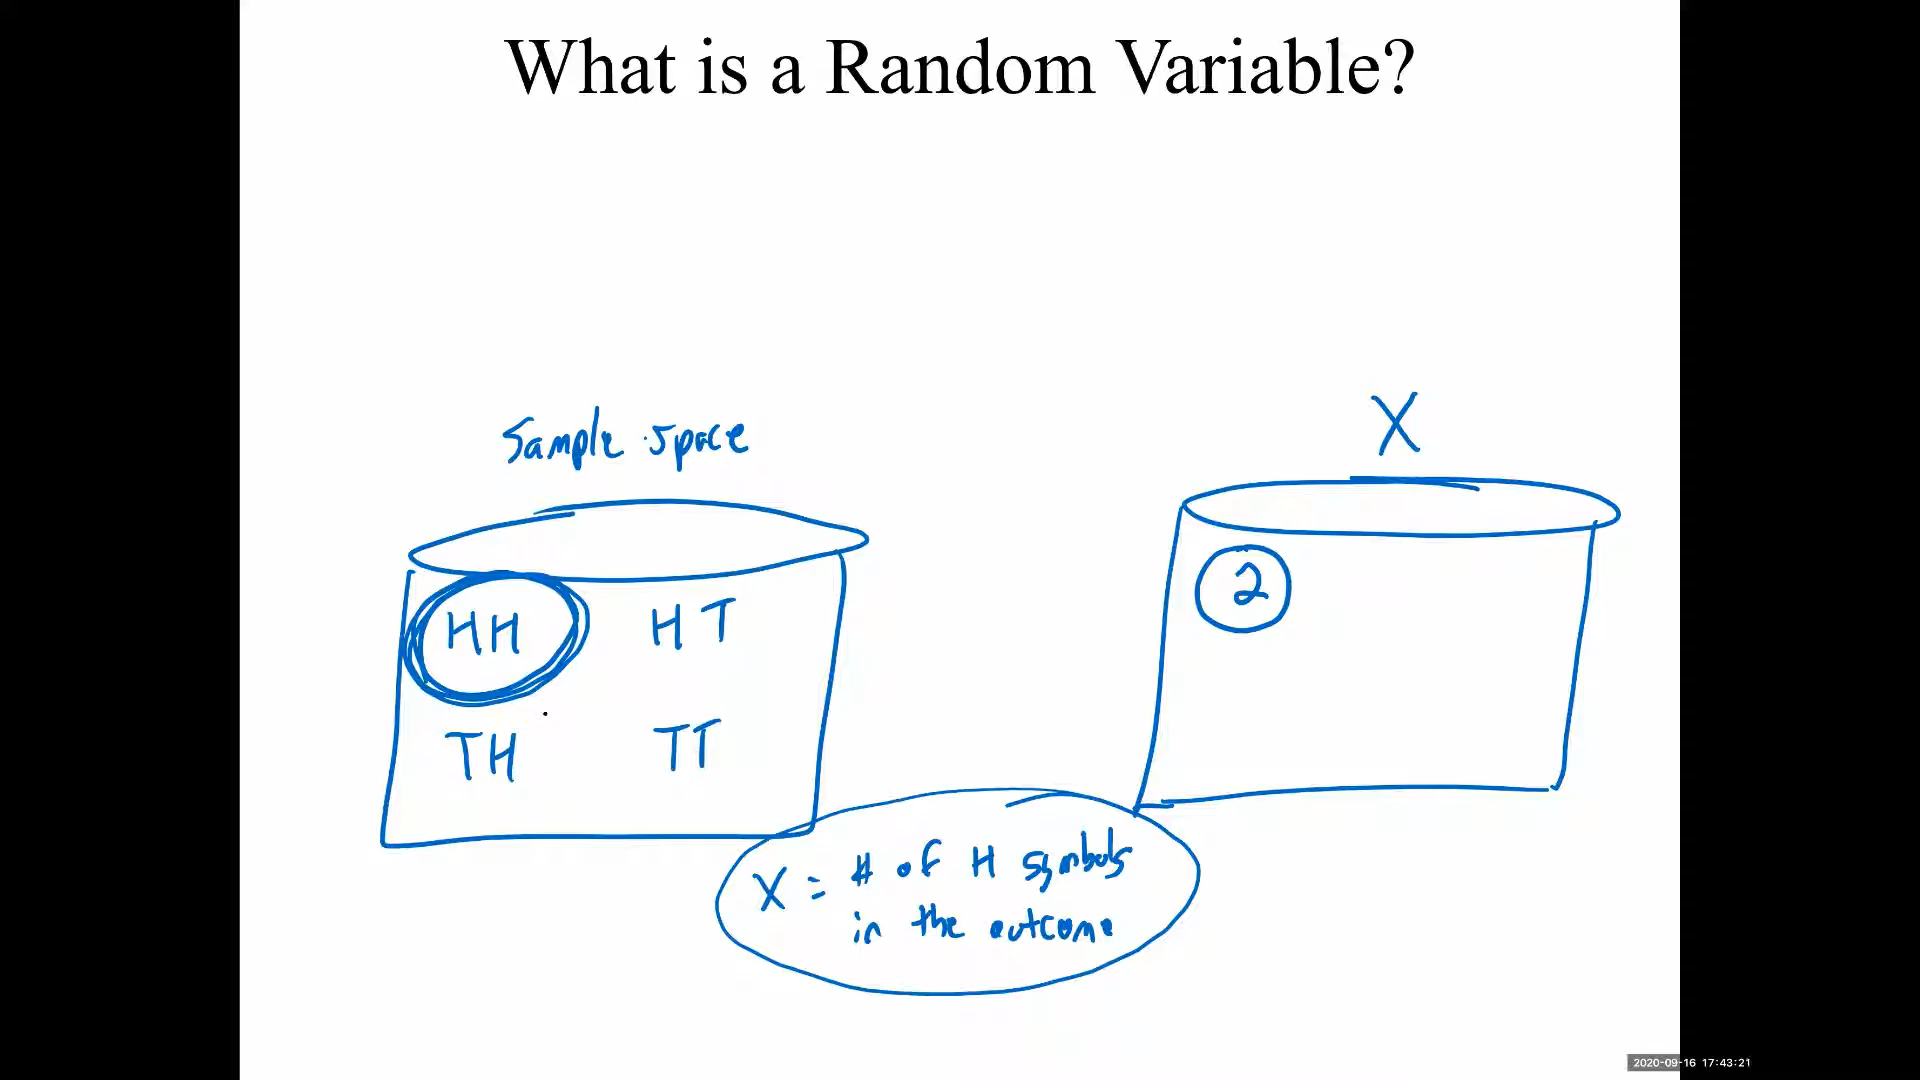 What is a Random Variable?
Sample space
X
HH HT
2
TH TT
X = # of H symbols
in the outcome
2020-09-16 17:43:21